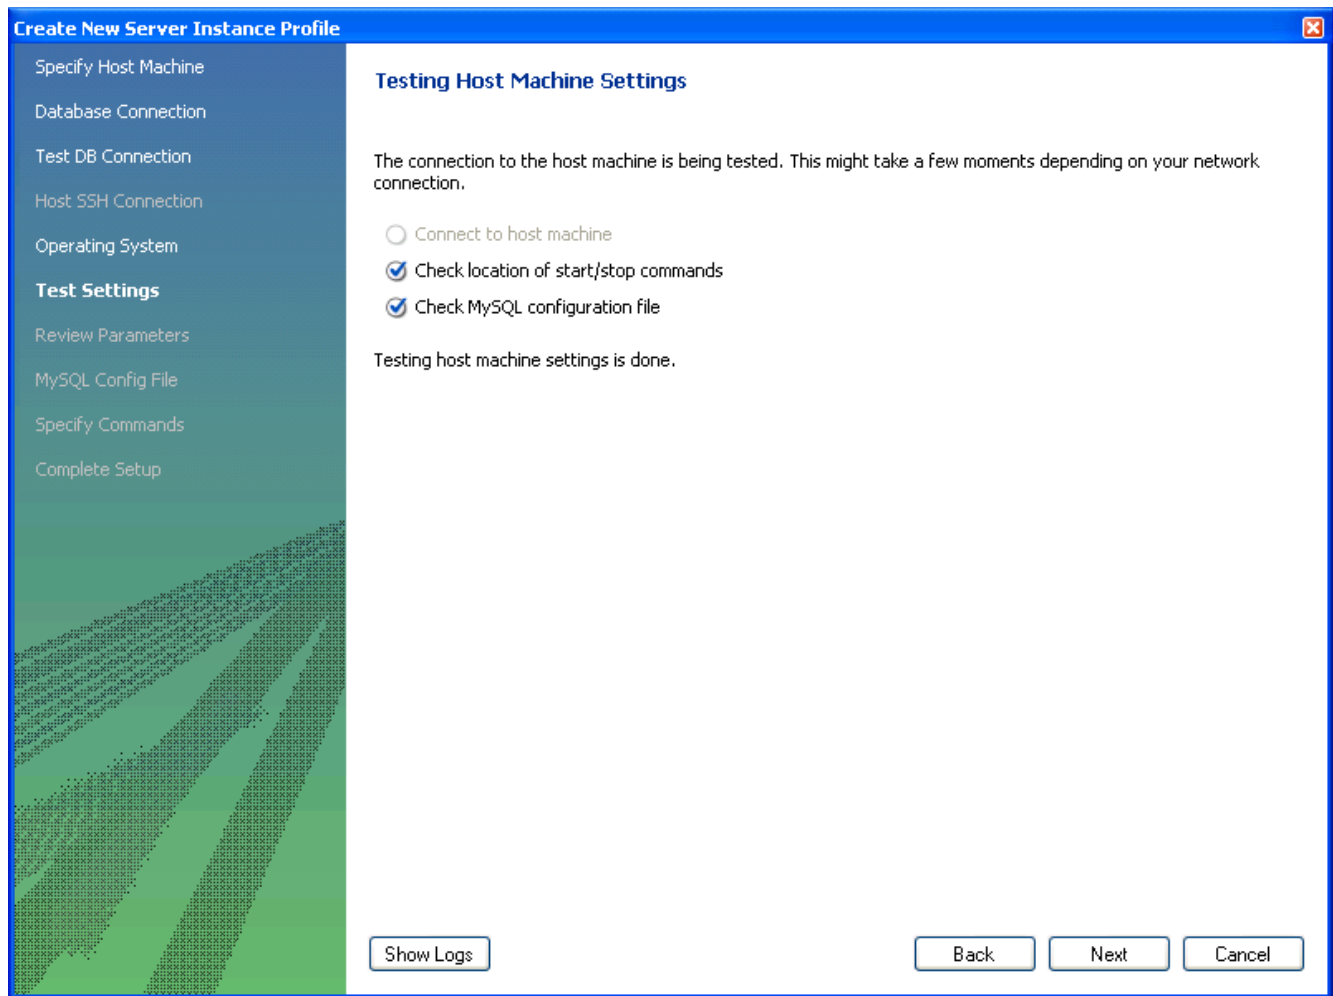 Create New Server Instance Profile
Specify Host Machine
Database Connection
Test DB Connection
Host SSH Connection
Operating System
Test Settings
Review Parameters
MySQL Config File
Specify Commands
Complete Setup
Testing Host Machine Settings
The connection to the host machine is being tested. This might take a few moments depending on your network
connection.
Connect to host machine
Check location of start/stop commands
Check MySQL configuration file
Testing host machine settings is done.
Show Logs
Back
Next
Cancel